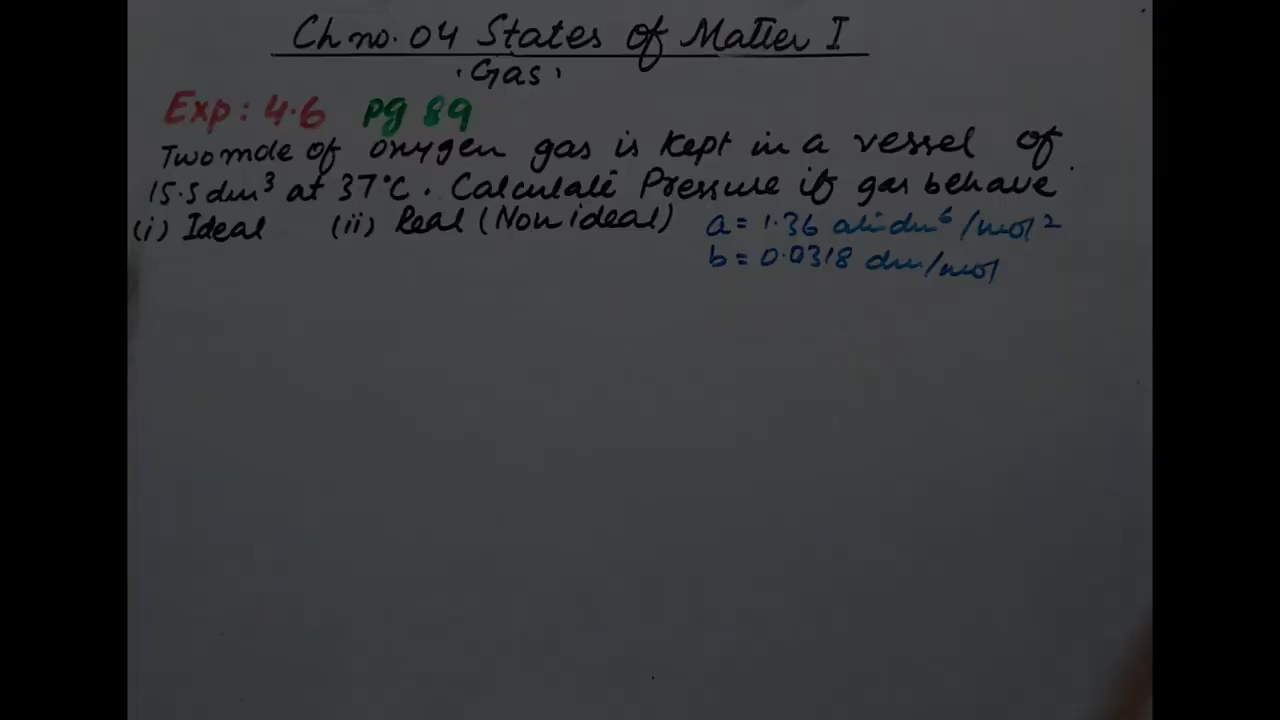 Ch no. 04 States of Matter I
Gas
Exp: 4.6 pg 89
Two mole of oxygen gas is kept in a vessel of
15.5 dm³ at 37°C. Calculate Pressure if gas behave
(i) Ideal (ii) Real (Non ideal) a = 1.36 atm dm⁶/mol²
b = 0.0318 dm/mol